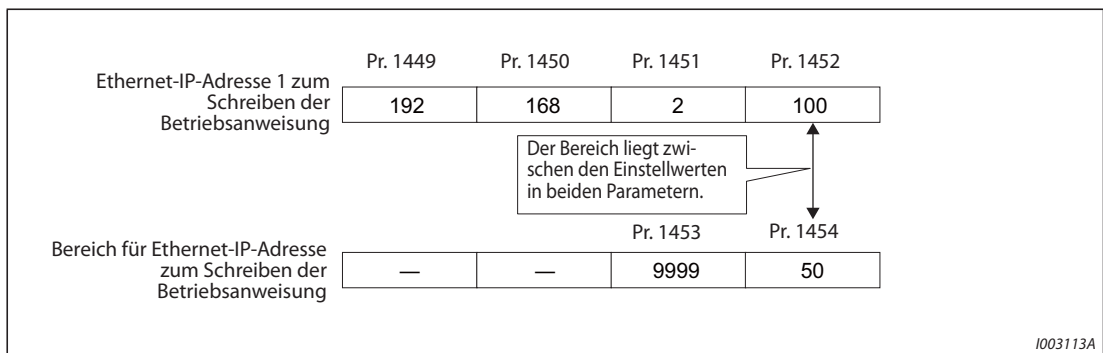 Pr. 1449 Pr. 1450 Pr. 1451 Pr. 1452
Ethernet-IP-Adresse 1 zum
Schreiben der
Betriebsanweisung
192 168 2 100
Der Bereich liegt zwi-
schen den Einstellwerten
in beiden Parametern.
Pr. 1453 Pr. 1454
Bereich für Ethernet-IP-Adresse
zum Schreiben der
Betriebsanweisung
— — 9999 50
I003113A